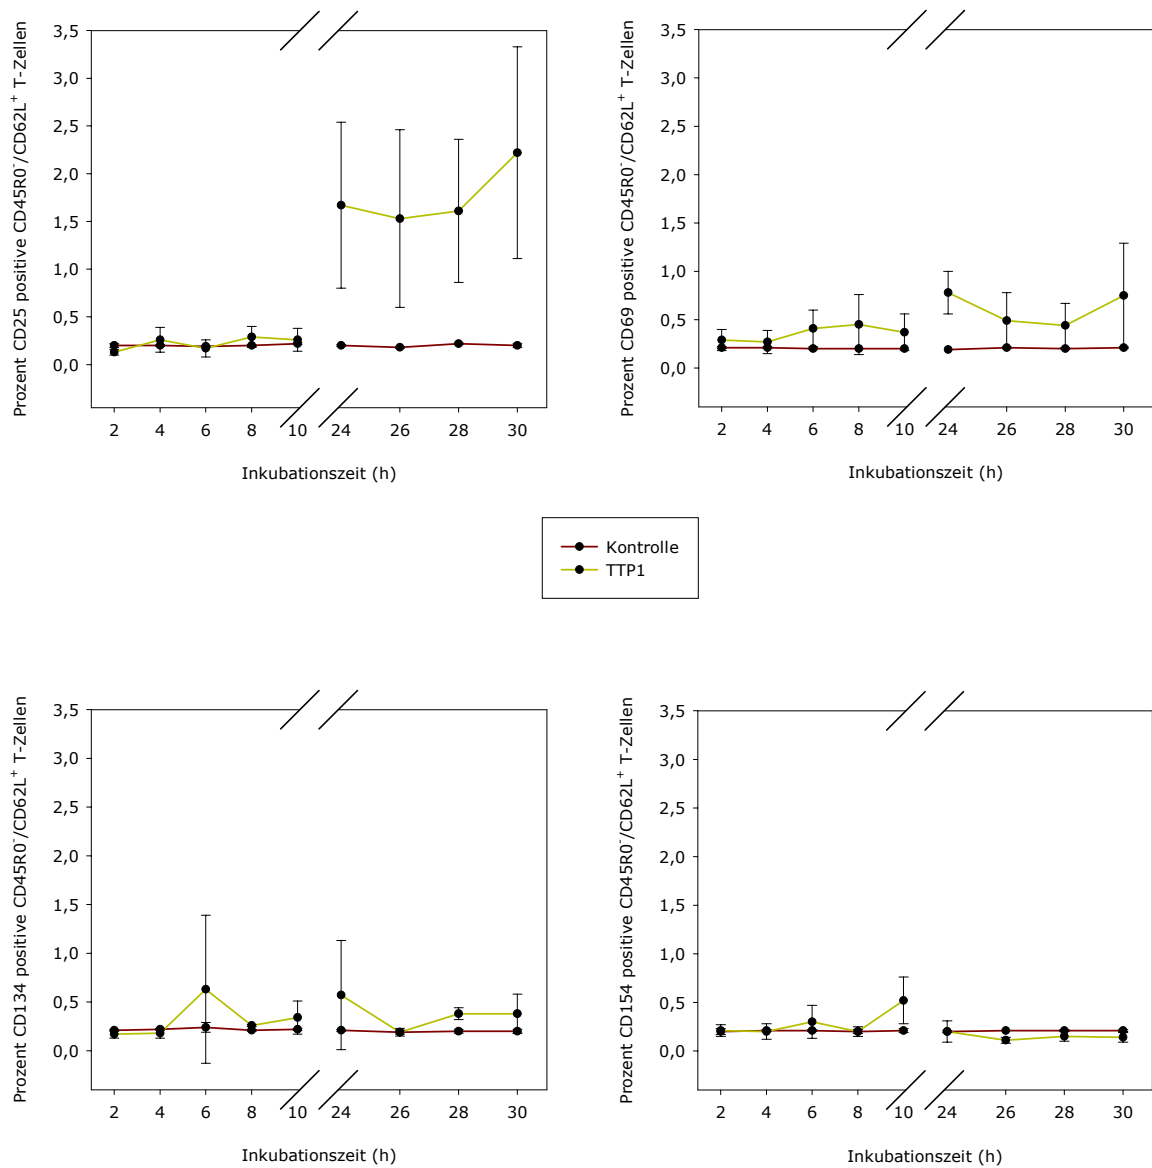 Prozent CD25 positive CD45R0⁻/CD62L⁺ T-Zellen
3,5
3,0
2,5
2,0
1,5
1,0
0,5
0,0
2 4 6 8 10 24 26 28 30
Inkubationszeit (h)
Prozent CD69 positive CD45R0⁻/CD62L⁺ T-Zellen
3,5
3,0
2,5
2,0
1,5
1,0
0,5
0,0
2 4 6 8 10 24 26 28 30
Inkubationszeit (h)
Kontrolle
TTP1
Prozent CD134 positive CD45R0⁻/CD62L⁺ T-Zellen
3,5
3,0
2,5
2,0
1,5
1,0
0,5
0,0
2 4 6 8 10 24 26 28 30
Inkubationszeit (h)
Prozent CD154 positive CD45R0⁻/CD62L⁺ T-Zellen
3,5
3,0
2,5
2,0
1,5
1,0
0,5
0,0
2 4 6 8 10 24 26 28 30
Inkubationszeit (h)